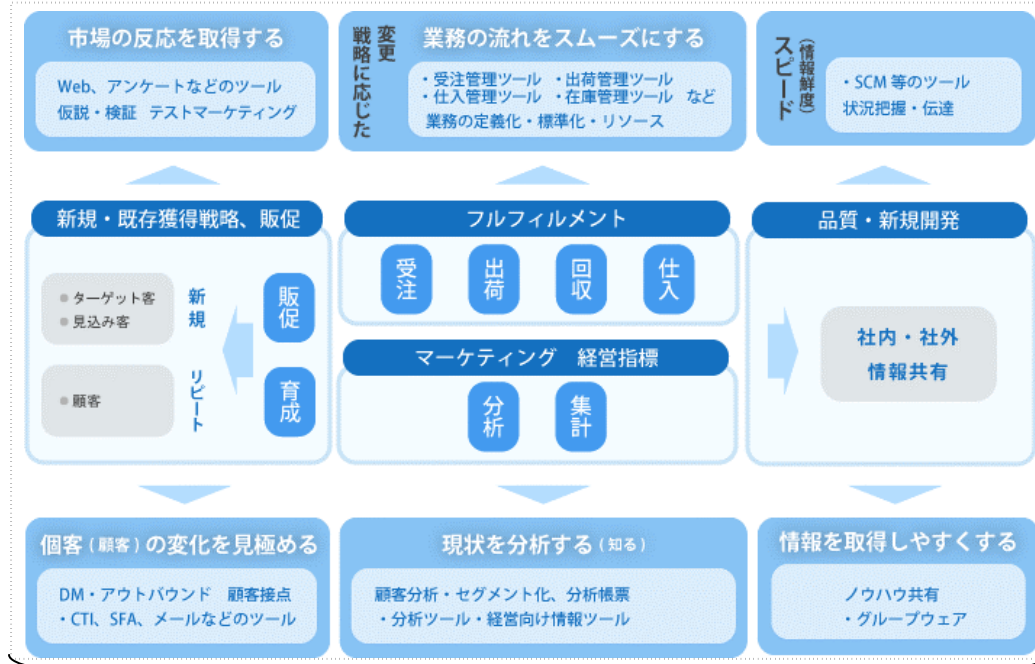 市場の反応を取得する
Web、アンケートなどのツール
仮説・検証 テストマーケティング
戦略に応じた
変更
業務の流れをスムーズにする
・受注管理ツール ・出荷管理ツール
・仕入管理ツール ・在庫管理ツール など
業務の定義化・標準化・リソース
スピード
(情報鮮度)
・SCM 等のツール
状況把握・伝達
新規・既存獲得戦略、販促
ターゲット客
見込み客
新規
販促
顧客
リピート
育成
フルフィルメント
受注
出荷
回収
仕入
マーケティング 経営指標
分析
集計
品質・新規開発
社内・社外
情報共有
個客(顧客)の変化を見極める
DM・アウトバウンド 顧客接点
・CTI、SFA、メールなどのツール
現状を分析する(知る)
顧客分析・セグメント化、分析帳票
・分析ツール・経営向け情報ツール
情報を取得しやすくする
ノウハウ共有
・グループウェア